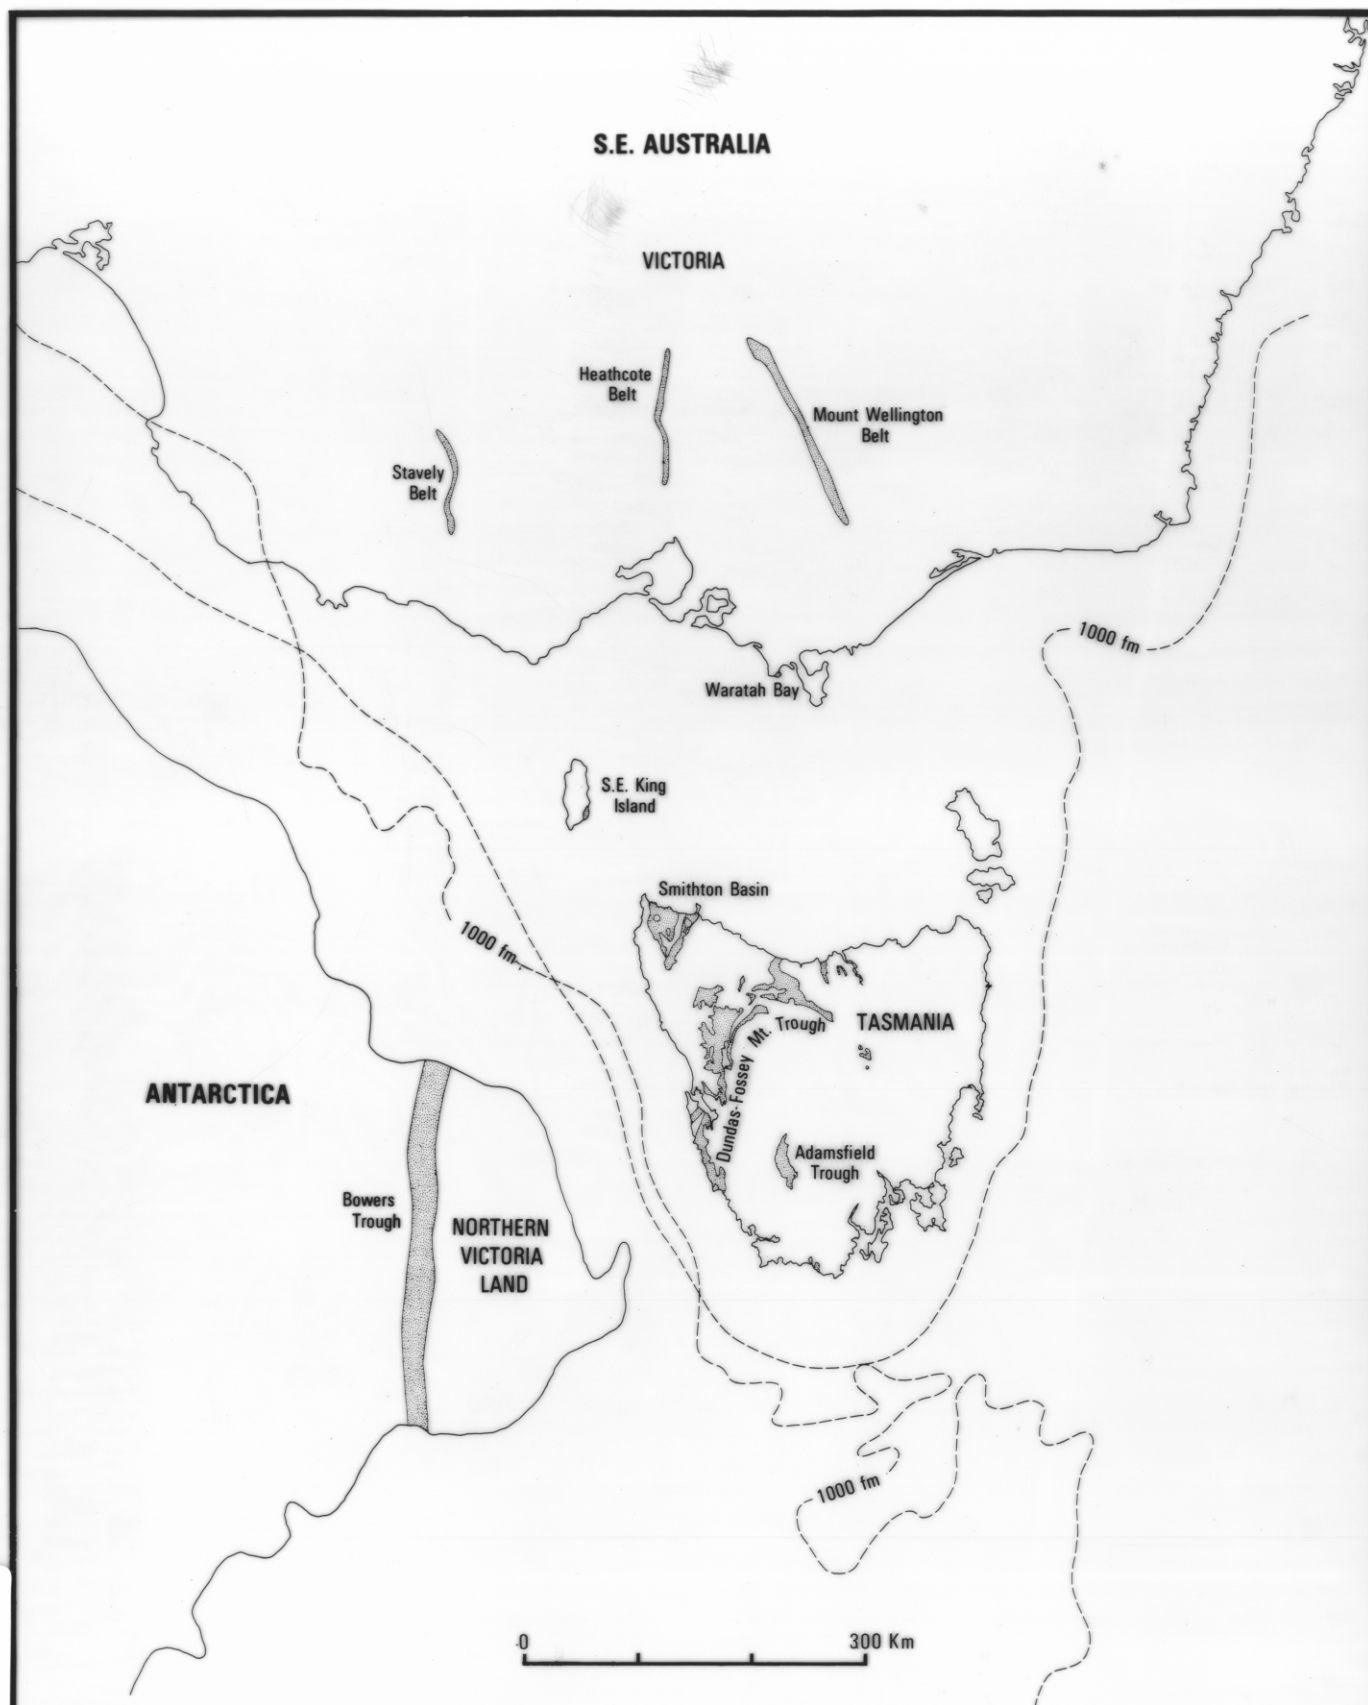 S.E. AUSTRALIA
VICTORIA
Heathcote
Belt
Mount Wellington
Belt
Stavely
Belt
1000 fm
Waratah Bay
S.E. King
Island
Smithton Basin
1000 fm
TASMANIA
Dundas-Fossey Mt. Trough
ANTARCTICA
Adamsfield
Trough
Bowers
Trough
NORTHERN
VICTORIA
LAND
1000 fm
0 300 Km